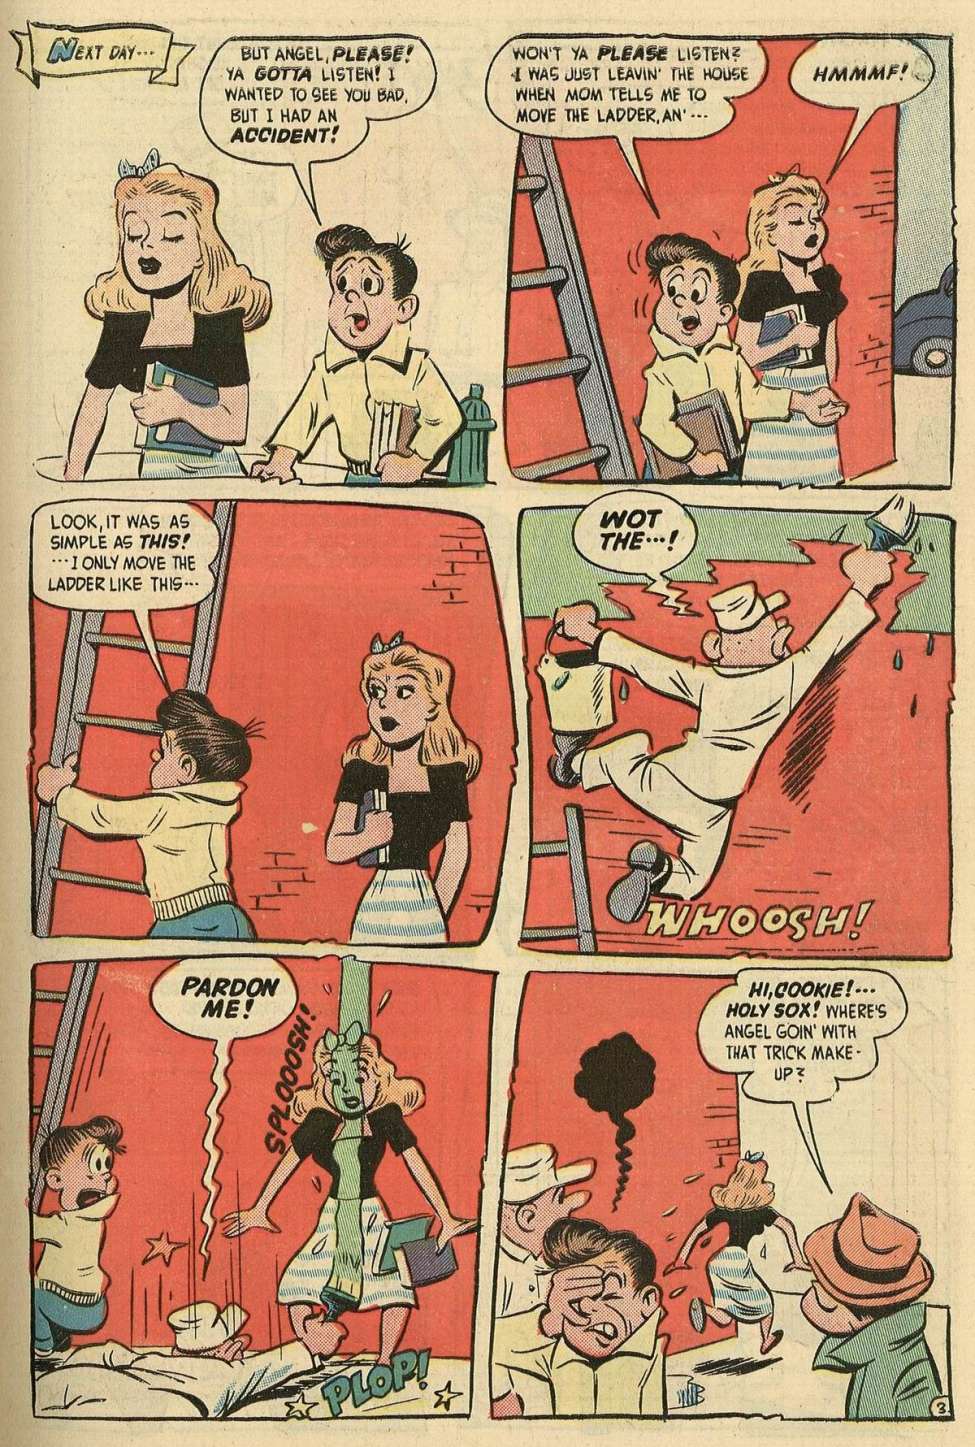 NEXT DAY...
BUT ANGEL, PLEASE!
YA GOTTA LISTEN! I
WANTED TO SEE YOU BAD,
BUT I HAD AN
ACCIDENT!
WON'T YA PLEASE LISTEN?
I WAS JUST LEAVIN' THE HOUSE
WHEN MOM TELLS ME TO
MOVE THE LADDER, AN'...
HMMMF!
LOOK, IT WAS AS
SIMPLE AS THIS!
...I ONLY MOVE THE
LADDER LIKE THIS...
WOT
THE...!
WHOOSH!
PARDON
ME!
SPLOOOSH!
PLOP!
HI, COOKIE!...
HOLY SOX! WHERE'S
ANGEL GOIN' WITH
THAT TRICK MAKE-
UP?
3